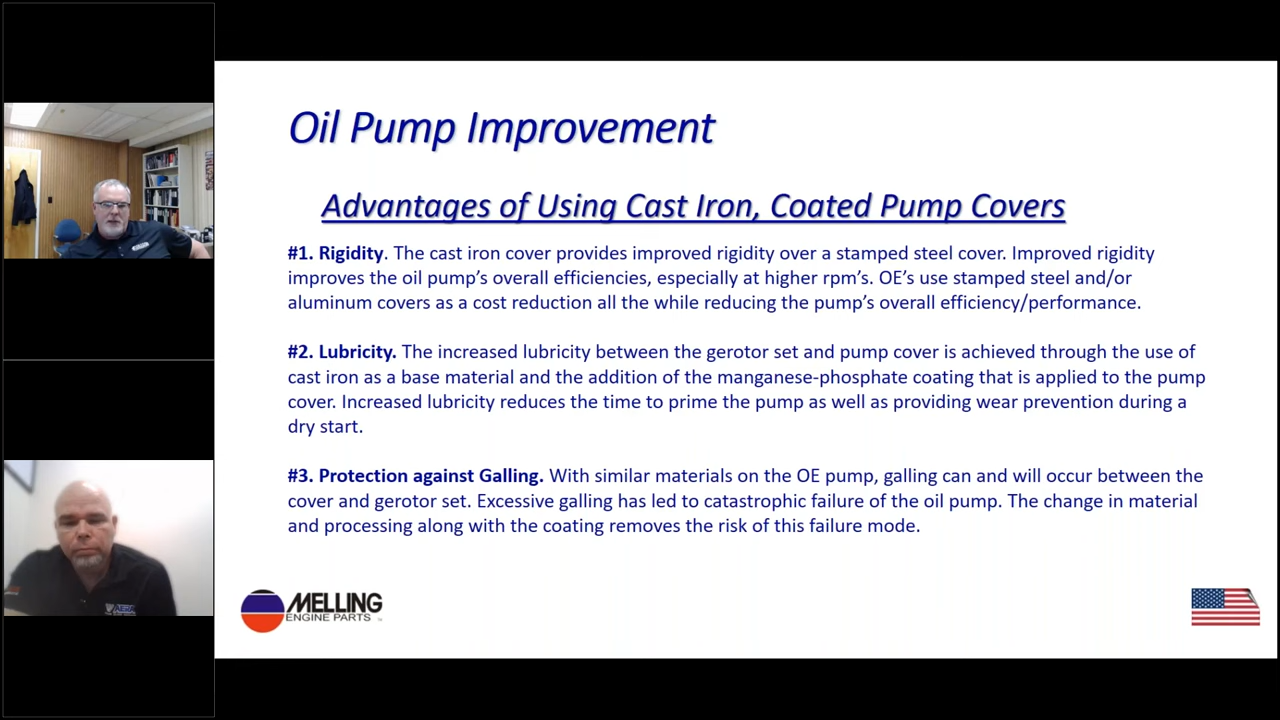 Oil Pump Improvement
Advantages of Using Cast Iron, Coated Pump Covers
#1. Rigidity. The cast iron cover provides improved rigidity over a stamped steel cover. Improved rigidity
improves the oil pump’s overall efficiencies, especially at higher rpm’s. OE’s use stamped steel and/or
aluminum covers as a cost reduction all the while reducing the pump’s overall efficiency/performance.
#2. Lubricity. The increased lubricity between the gerotor set and pump cover is achieved through the use of
cast iron as a base material and the addition of the manganese-phosphate coating that is applied to the pump
cover. Increased lubricity reduces the time to prime the pump as well as providing wear prevention during a
dry start.
#3. Protection against Galling. With similar materials on the OE pump, galling can and will occur between the
cover and gerotor set. Excessive galling has led to catastrophic failure of the oil pump. The change in material
and processing along with the coating removes the risk of this failure mode.
MELLING
ENGINE PARTS